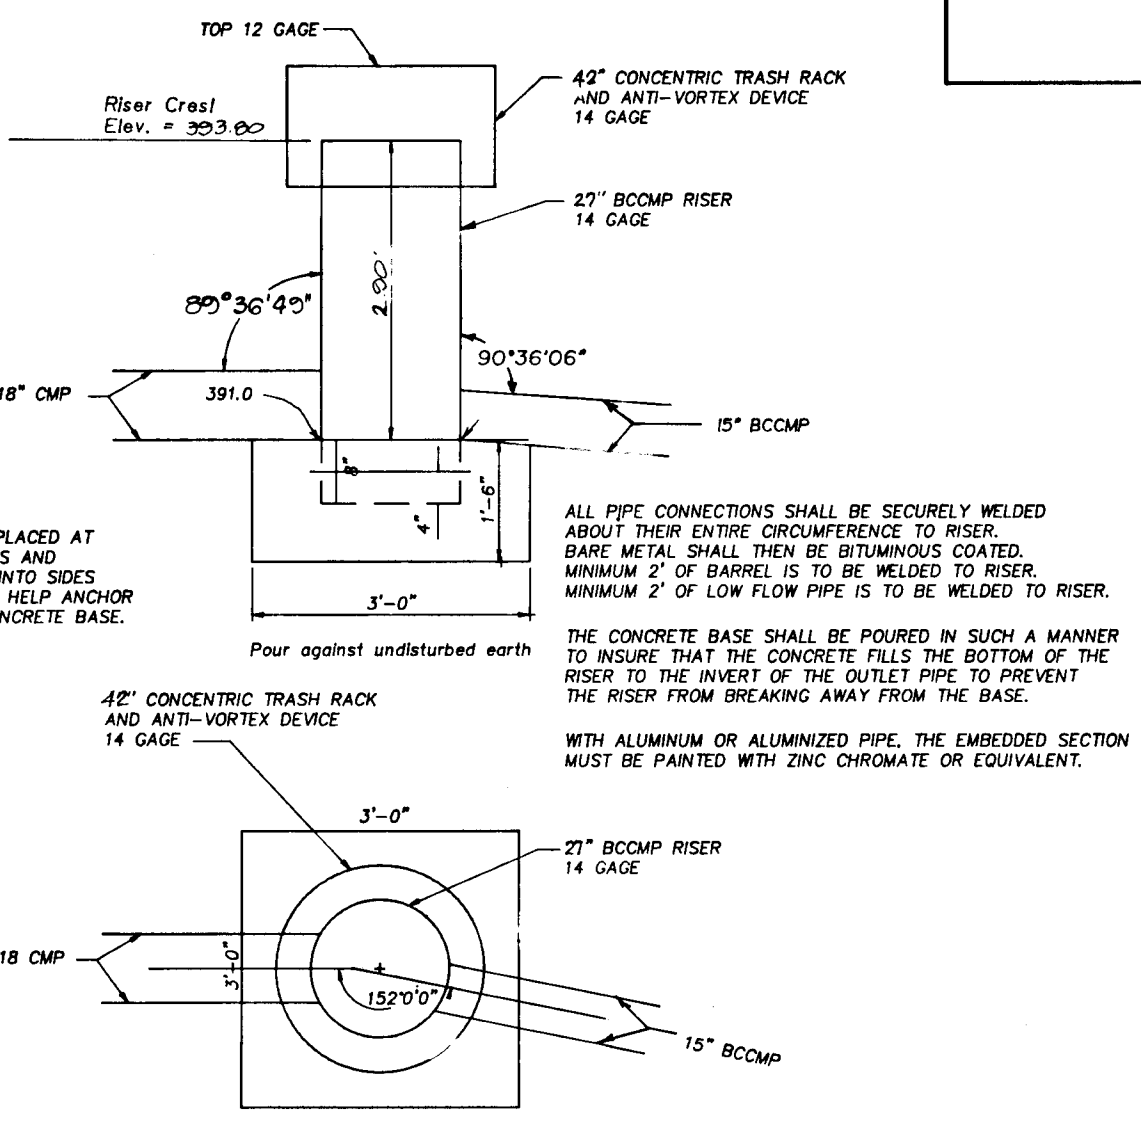 TOP 12 GAGE
42" CONCENTRIC TRASH RACK
AND ANTI-VORTEX DEVICE
14 GAGE
Riser Crest
Elev. = 393.80
27" BCCMP RISER
14 GAGE
2.90'
89°36'49"
90°36'06"
18" CMP
391.0
15" BCCMP
8"
4"
1'-6"
3'-0"
Pour against undisturbed earth
PLACED AT
S AND
INTO SIDES
HELP ANCHOR
NCRETE BASE.
ALL PIPE CONNECTIONS SHALL BE SECURELY WELDED
ABOUT THEIR ENTIRE CIRCUMFERENCE TO RISER.
BARE METAL SHALL THEN BE BITUMINOUS COATED.
MINIMUM 2' OF BARREL IS TO BE WELDED TO RISER.
MINIMUM 2' OF LOW FLOW PIPE IS TO BE WELDED TO RISER.
THE CONCRETE BASE SHALL BE POURED IN SUCH A MANNER
TO INSURE THAT THE CONCRETE FILLS THE BOTTOM OF THE
RISER TO THE INVERT OF THE OUTLET PIPE TO PREVENT
THE RISER FROM BREAKING AWAY FROM THE BASE.
WITH ALUMINUM OR ALUMINIZED PIPE. THE EMBEDDED SECTION
MUST BE PAINTED WITH ZINC CHROMATE OR EQUIVALENT.
42" CONCENTRIC TRASH RACK
AND ANTI-VORTEX DEVICE
14 GAGE
3'-0"
27" BCCMP RISER
14 GAGE
18 CMP
3'-0"
152°0'0"
15" BCCMP